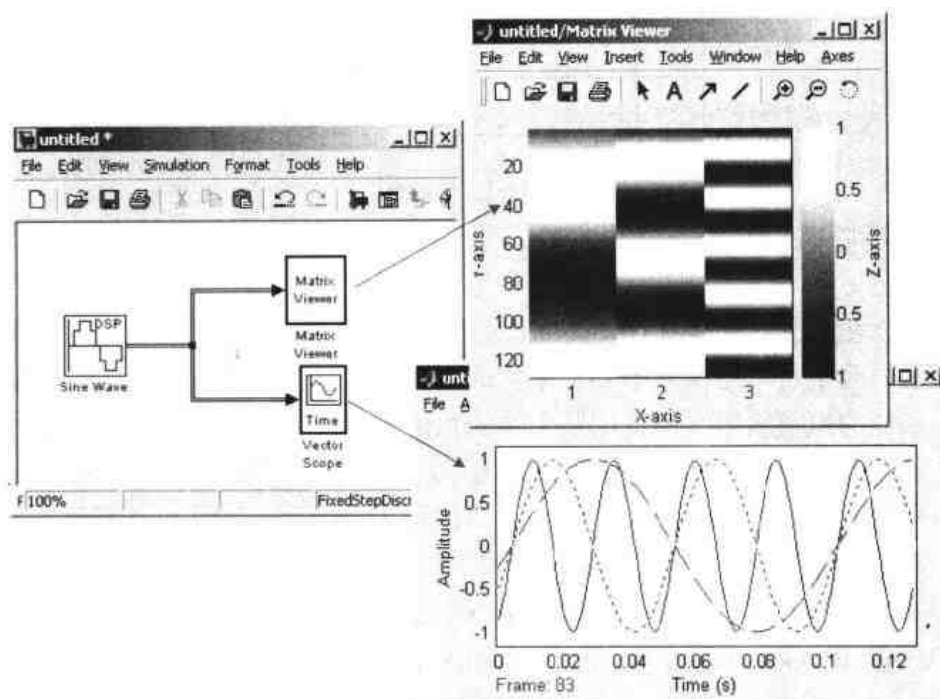 untitled *
File Edit View Simulation Format Tools Help
DSP
Sine Wave
Matrix
Viewer
Matrix
Viewer
Time
Vector
Scope
100%
FixedStepDiscr
untitled/Matrix Viewer
File Edit View Insert Tools Window Help Axes
A
Y-axis
20
40
60
80
100
120
1 2 3
X-axis
1
0.5
0
0.5
1
Z-axis
File
Amplitude
1
0.5
0
-0.5
-1
0 0.02 0.04 0.06 0.08 0.1 0.12
Frame: 83 Time (s)